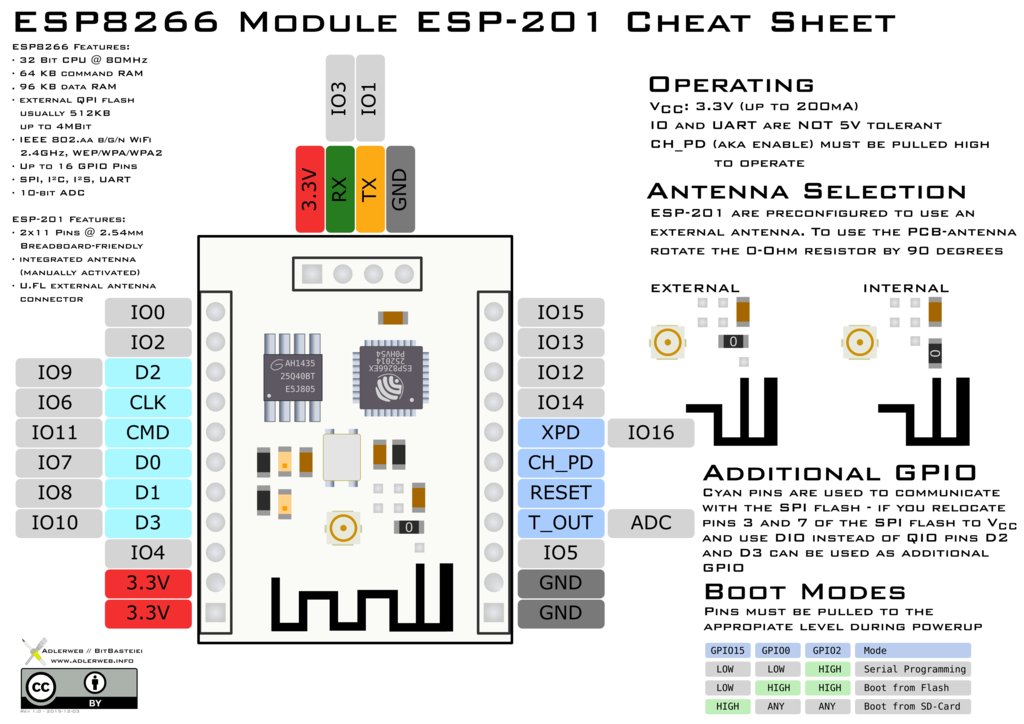 ESP8266 Module ESP-201 Cheat Sheet
ESP8266 Features:
· 32 Bit CPU @ 80MHz
· 64 KB command RAM
. 96 KB data RAM
· external QPI flash
usually 512KB
up to 4MBit
· IEEE 802.aa b/g/n WiFi
2.4GHz, WEP/WPA/WPA2
· Up to 16 GPIO Pins
· SPI, I²C, I²S, UART
· 10-bit ADC
ESP-201 Features:
· 2x11 Pins @ 2.54mm
Breadboard-friendly
· integrated antenna
(manually activated)
· U.FL external antenna
connector
IO3 IO1
3.3V RX TX GND
IO0
IO2
IO9 D2
IO6 CLK
IO11 CMD
IO7 D0
IO8 D1
IO10 D3
IO4
3.3V
3.3V
AH1435
25Q40BT
E5J805
ESP8266EX
252014
P0HV54
0
IO15
IO13
IO12
IO14
XPD IO16
CH_PD
RESET
T_OUT ADC
IO5
GND
GND
Operating
Vcc: 3.3V (up to 200mA)
IO and UART are NOT 5V tolerant
CH_PD (aka enable) must be pulled high
to operate
Antenna Selection
ESP-201 are preconfigured to use an
external antenna. To use the PCB-antenna
rotate the 0-Ohm resistor by 90 degrees
external internal
0 0
Additional GPIO
Cyan pins are used to communicate
with the SPI flash - if you relocate
pins 3 and 7 of the SPI flash to Vcc
and use DIO instead of QIO pins D2
and D3 can be used as additional
GPIO
Boot Modes
Pins must be pulled to the
appropiate level during powerup
GPIO15 GPIO0 GPIO2 Mode
LOW LOW HIGH Serial Programming
LOW HIGH HIGH Boot from Flash
HIGH ANY ANY Boot from SD-Card
Adlerweb // BitBasteiei
www.adlerweb.info
cc BY
Rev 1.0 - 2015-12-03